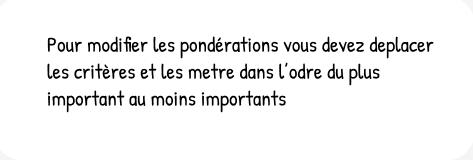 Pour modifier les pondérations vous devez deplacer
les critères et les metre dans l'odre du plus
important au moins importants